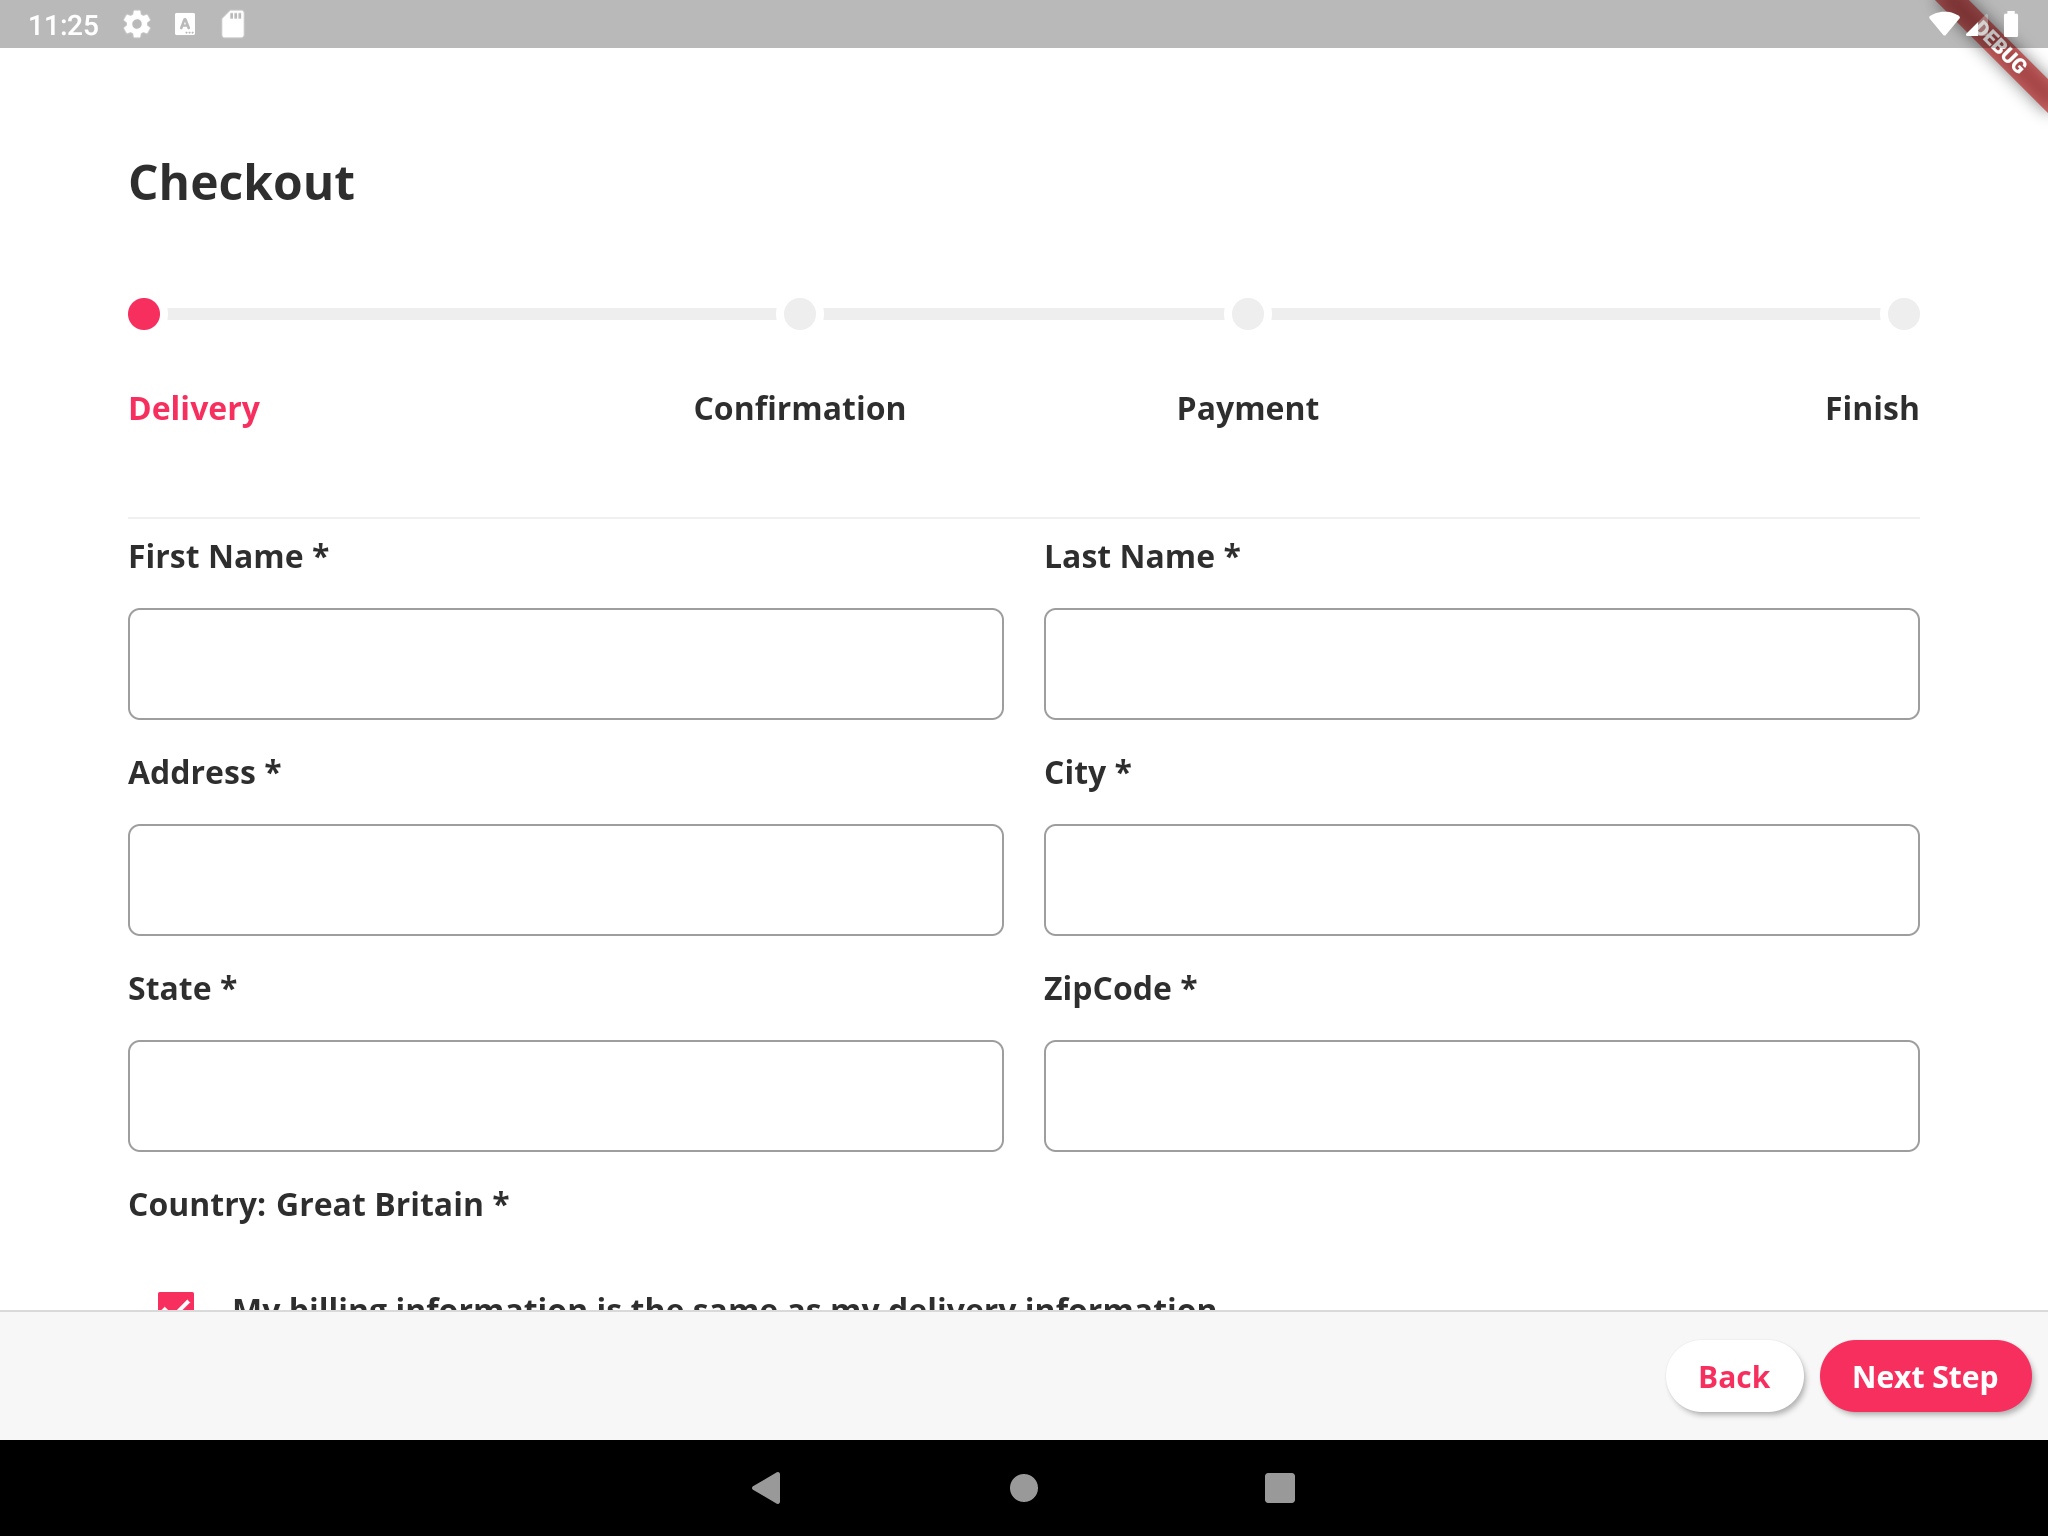 11:25
DEBUG
Checkout
Delivery Confirmation Payment Finish
First Name * Last Name *
Address * City *
State * ZipCode *
Country: Great Britain *
My billing information is the same as my delivery information
Back Next Step